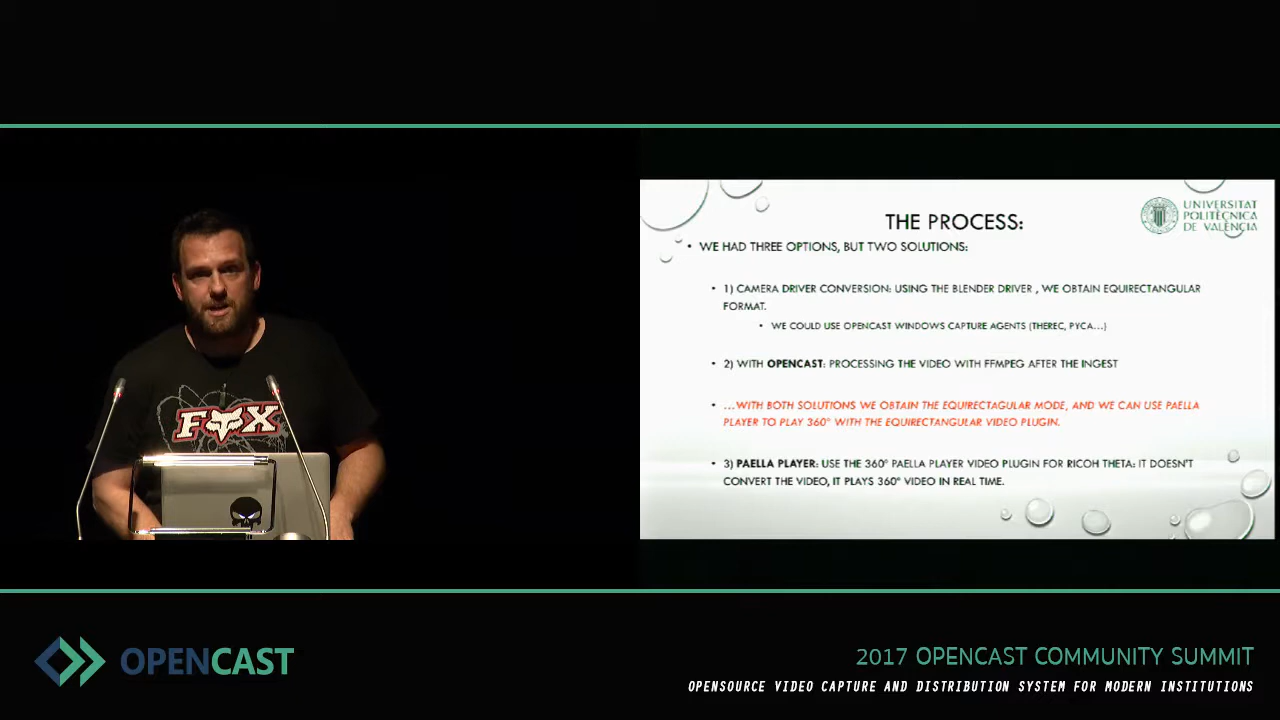 FOX
THE PROCESS:
UNIVERSITAT
POLITÈCNICA
DE VALÈNCIA
• WE HAD THREE OPTIONS, BUT TWO SOLUTIONS:
• 1) CAMERA DRIVER CONVERSION: USING THE BLENDER DRIVER , WE OBTAIN EQUIRECTANGULAR
FORMAT.
• WE COULD USE OPENCAST WINDOWS CAPTURE AGENTS (THEREC, PYCA...)
• 2) WITH OPENCAST: PROCESSING THE VIDEO WITH FFMPEG AFTER THE INGEST
• ...WITH BOTH SOLUTIONS WE OBTAIN THE EQUIRECTAGULAR MODE, AND WE CAN USE PAELLA
PLAYER TO PLAY 360º WITH THE EQUIRECTANGULAR VIDEO PLUGIN.
• 3) PAELLA PLAYER: USE THE 360º PAELLA PLAYER VIDEO PLUGIN FOR RICOH THETA: IT DOESN'T
CONVERT THE VIDEO, IT PLAYS 360º VIDEO IN REAL TIME.
OPENCAST
2017 OPENCAST COMMUNITY SUMMIT
OPENSOURCE VIDEO CAPTURE AND DISTRIBUTION SYSTEM FOR MODERN INSTITUTIONS